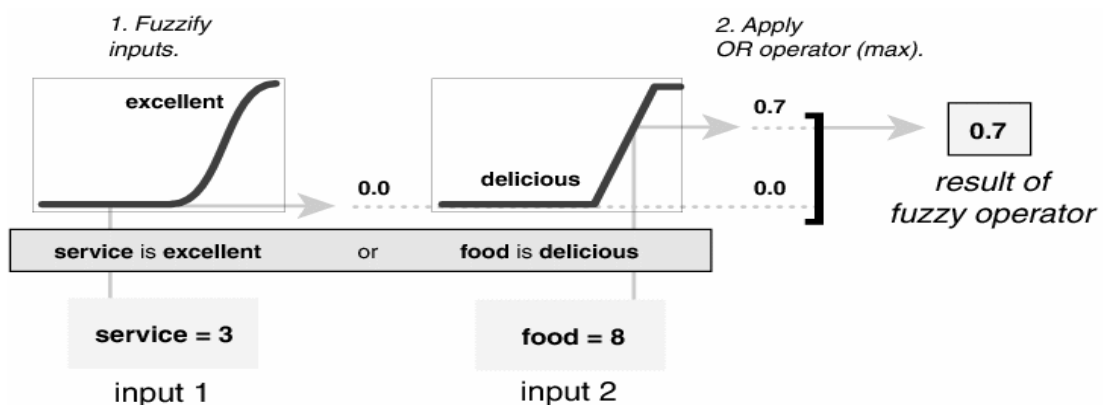 1. Fuzzify
inputs.
2. Apply
OR operator (max).
excellent
0.0
delicious
0.7
0.0
0.7
result of
fuzzy operator
service is excellent or food is delicious
service = 3
food = 8
input 1
input 2